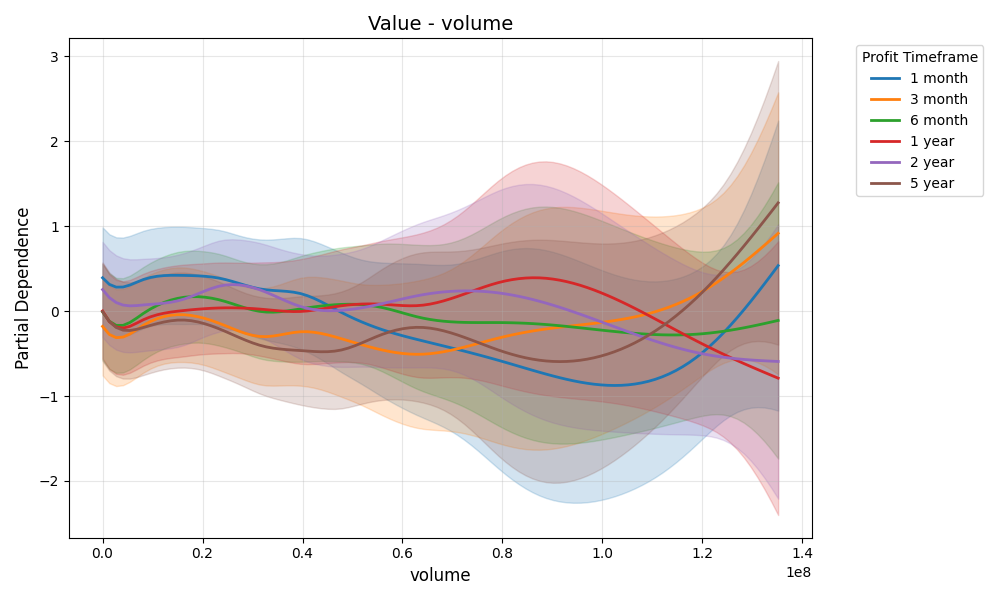 Value - volume
Profit Timeframe
1 month
3 month
6 month
1 year
2 year
5 year
Partial Dependence
3
2
1
0
−1
−2
0.0 0.2 0.4 0.6 0.8 1.0 1.2 1.4
1e8
volume